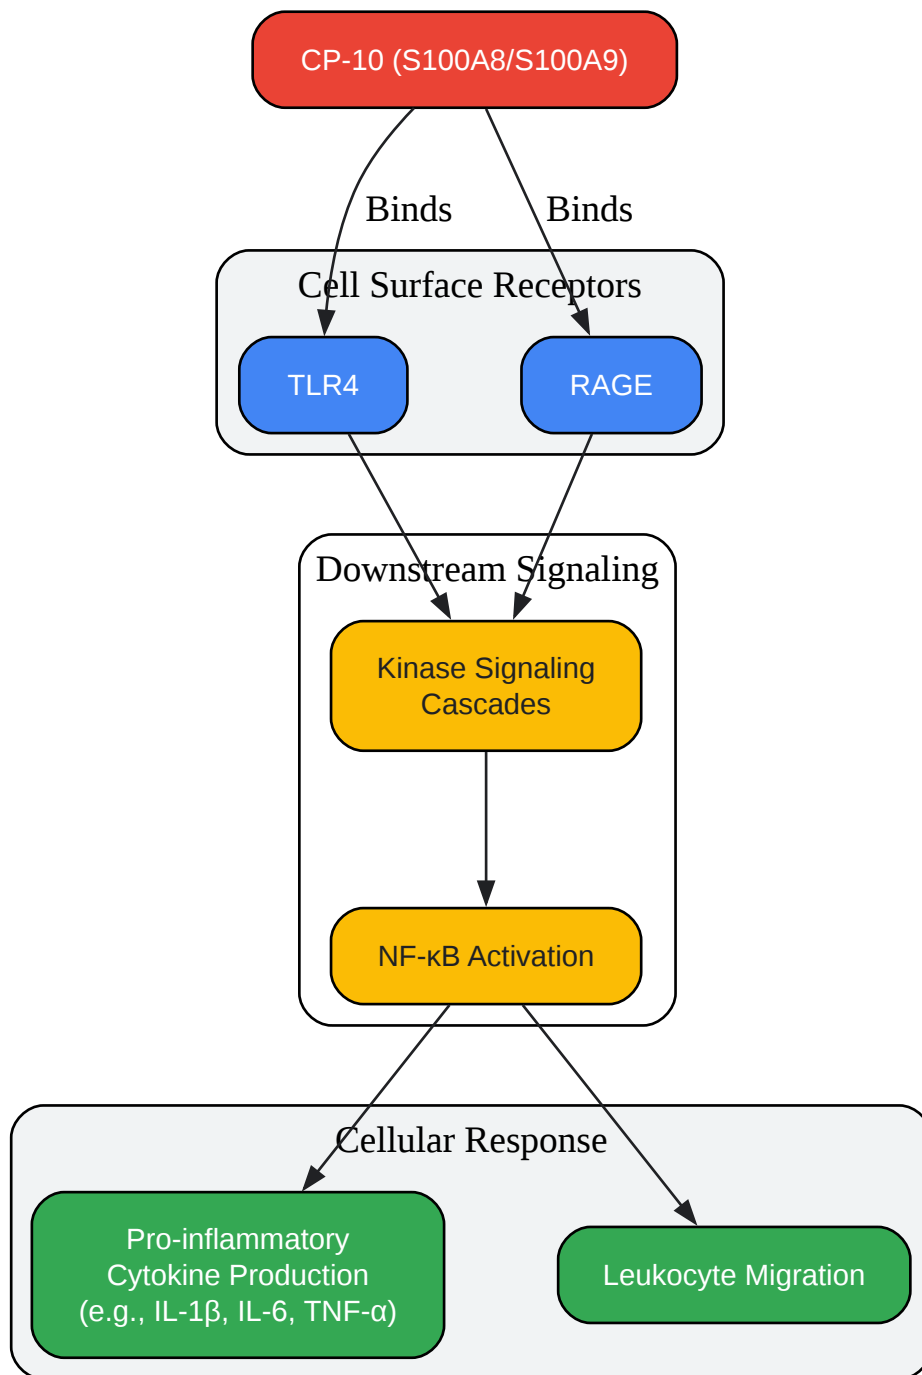 CP-10 (S100A8/S100A9)
Binds
Binds
Cell Surface Receptors
TLR4
RAGE
Downstream Signaling
Kinase Signaling
Cascades
NF-κB Activation
Cellular Response
Pro-inflammatory
Cytokine Production
(e.g., IL-1β, IL-6, TNF-α)
Leukocyte Migration